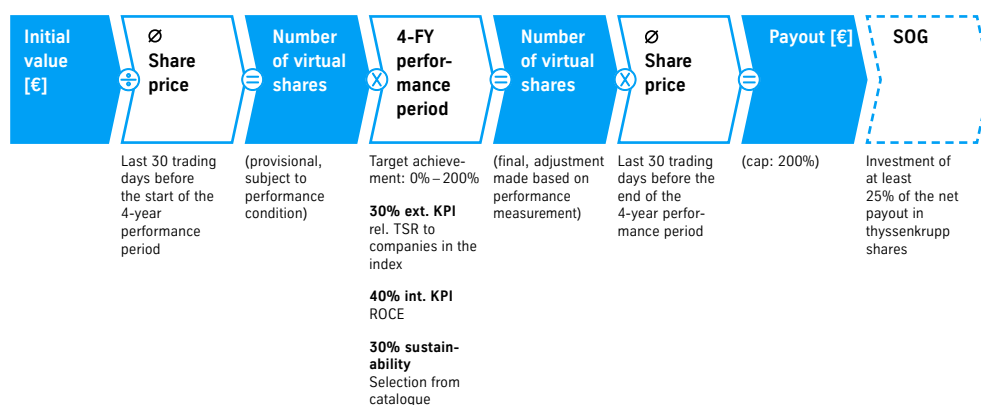 Initial
value
[€]
÷
Ø
Share
price
=
Number
of virtual
shares
x
4-FY
perfor-
mance
period
=
Number
of virtual
shares
x
Ø
Share
price
=
Payout [€]
SOG
Last 30 trading
days before
the start of the
4-year
performance
period
(provisional,
subject to
performance
condition)
Target achieve-
ment: 0% – 200%
30% ext. KPI
rel. TSR to
companies in the
index
40% int. KPI
ROCE
30% sustain-
ability
Selection from
catalogue
(final, adjustment
made based on
performance
measurement)
Last 30 trading
days before the
end of the
4-year perfor-
mance period
(cap: 200%)
Investment of
at least
25% of the net
payout in
thyssenkrupp
shares